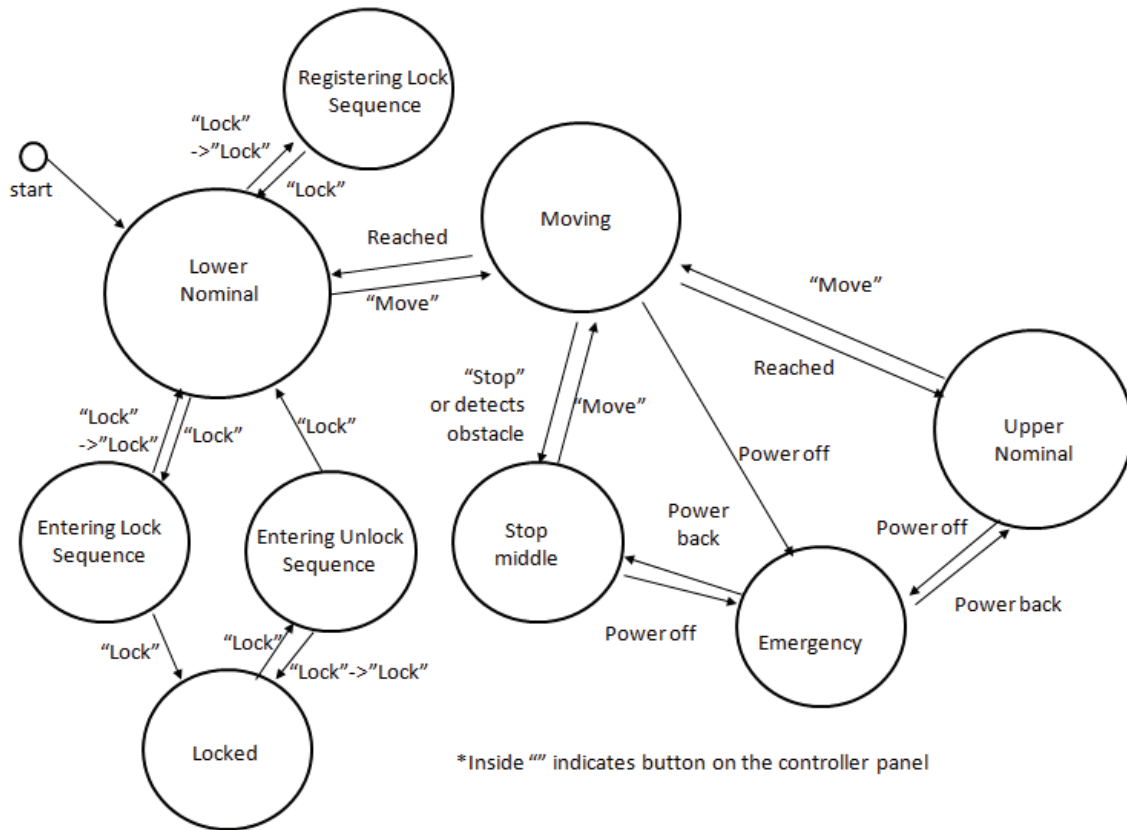 Registering Lock
Sequence
“Lock”
->”Lock”
“Lock”
start
Moving
Reached
Lower
Nominal
“Move”
“Move”
Reached
“Stop”
or detects
obstacle
“Move”
“Lock”
->”Lock”
“Lock”
“Lock”
Upper
Nominal
Power off
Entering Lock
Sequence
Entering Unlock
Sequence
Stop
middle
Power
back
Power off
Power back
Power off
Emergency
“Lock”
“Lock”
“Lock”->“Lock”
Locked
*Inside “” indicates button on the controller panel